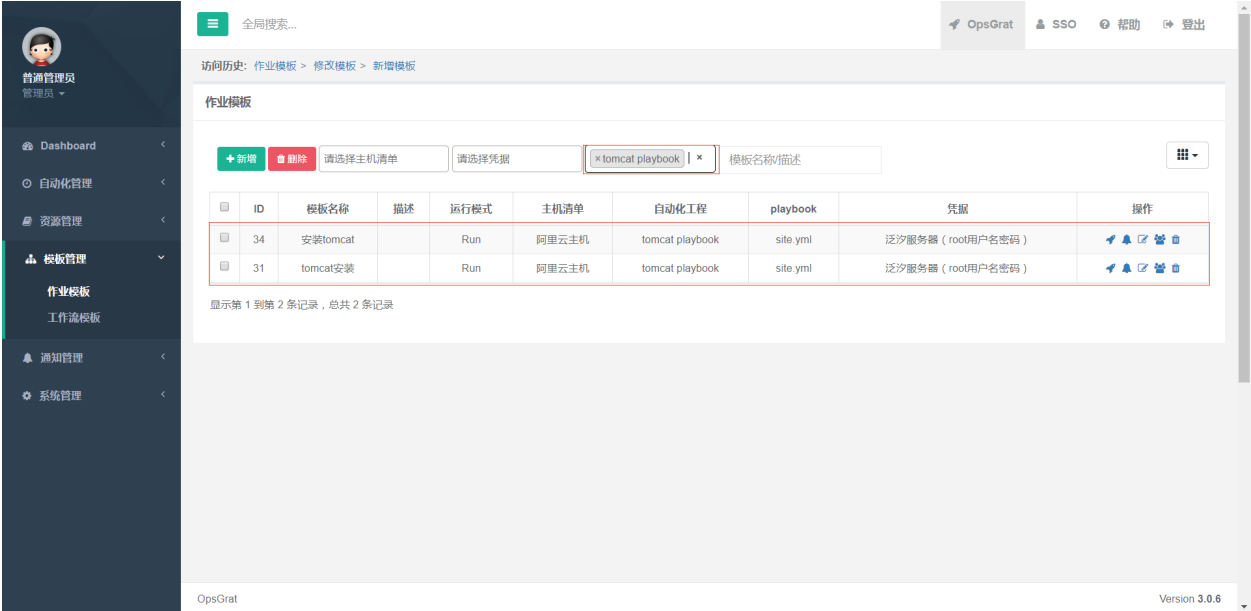 全局搜索...
OpsGrat SSO 帮助 登出
普通管理员
管理员
访问历史: 作业模板 > 修改模板 > 新增模板
作业模板
Dashboard
自动化管理
资源管理
模板管理
作业模板
工作流模板
通知管理
系统管理
新增 删除 请选择主机清单 请选择凭据 ×tomcat playbook × 模板名称/描述
ID 模板名称 描述 运行模式 主机清单 自动化工程 playbook 凭据 操作
34 安装tomcat Run 阿里云主机 tomcat playbook site.yml 泛汐服务器（root用户名密码）
31 tomcat安装 Run 阿里云主机 tomcat playbook site.yml 泛汐服务器（root用户名密码）
显示第 1 到第 2 条记录，总共 2 条记录
OpsGrat Version 3.0.6